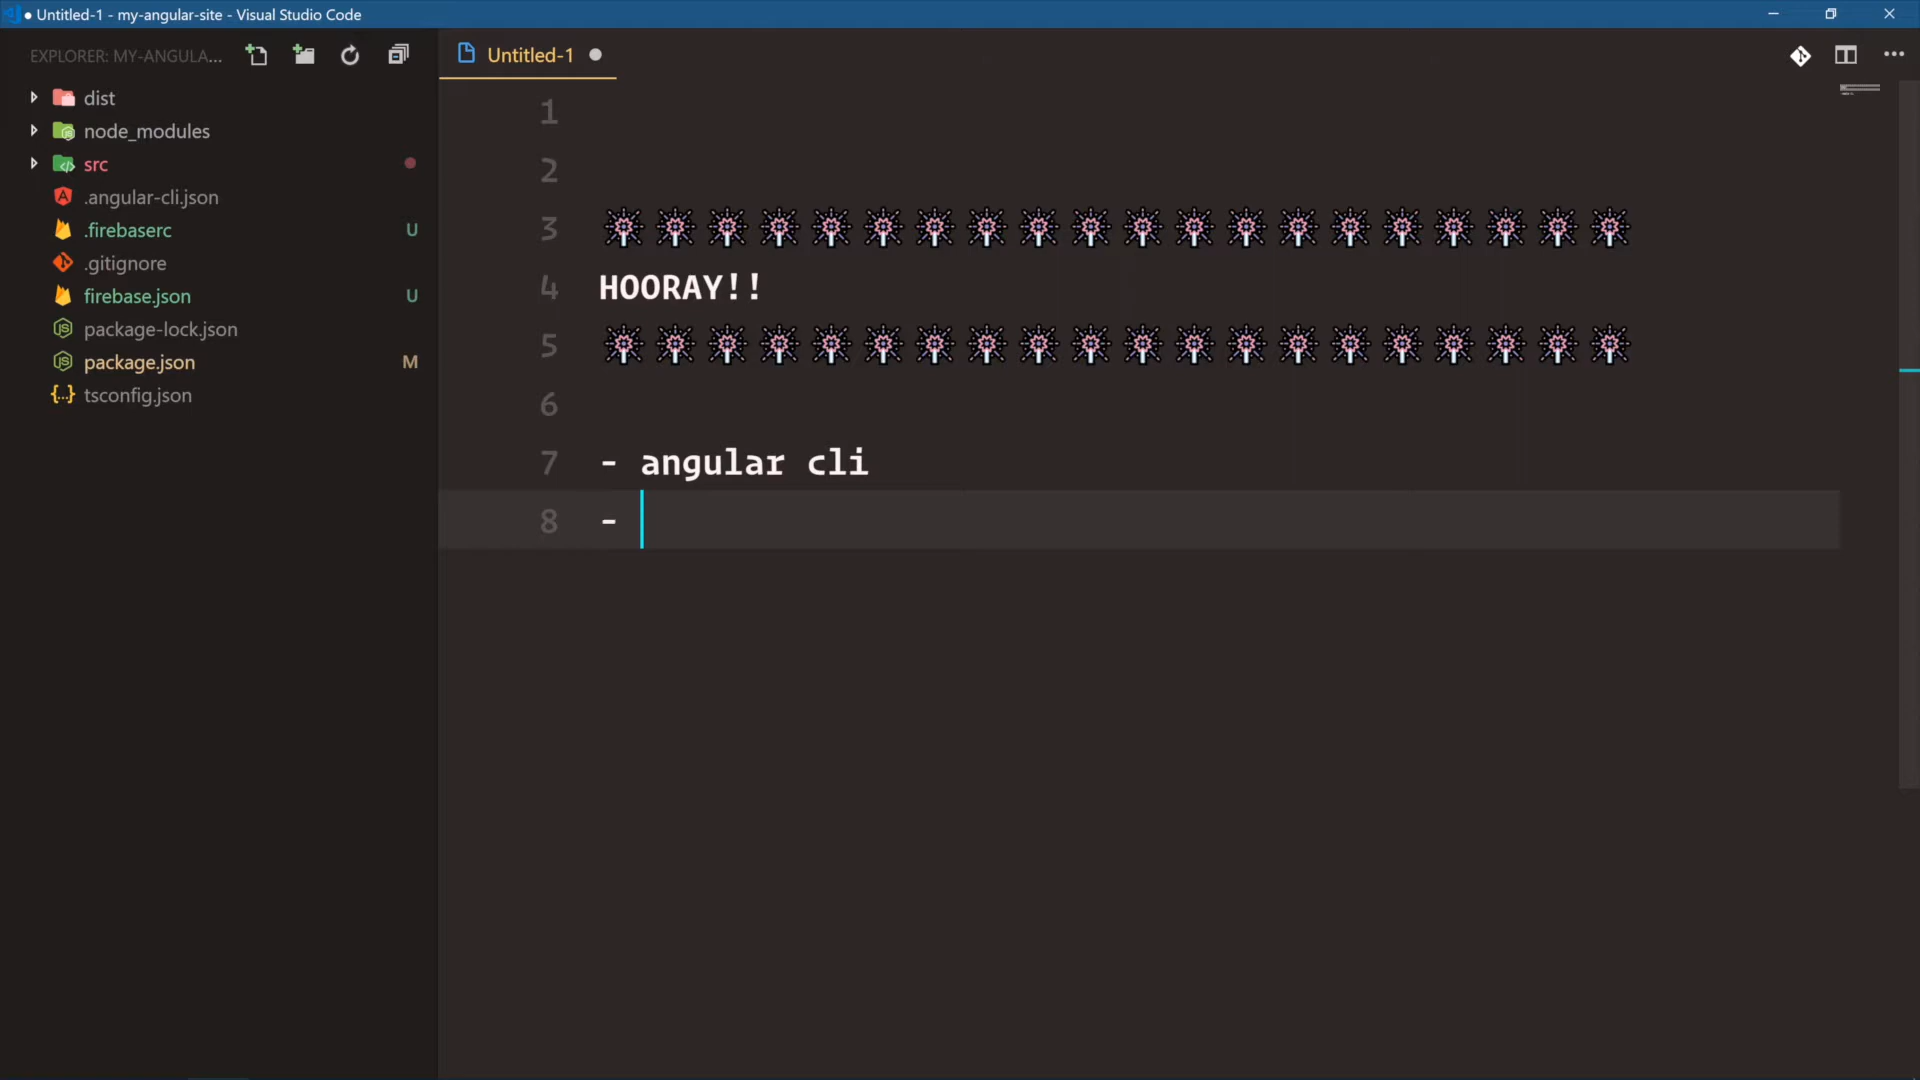 Untitled-1 - my-angular-site - Visual Studio Code
EXPLORER: MY-ANGULA...
Untitled-1
dist
node_modules
src
.angular-cli.json
.firebaserc U
.gitignore
firebase.json U
package-lock.json
package.json M
tsconfig.json
1
2
3 🎆🎆🎆🎆🎆🎆🎆🎆🎆🎆🎆🎆🎆🎆🎆🎆🎆🎆🎆🎆
4 HOORAY!!
5 🎆🎆🎆🎆🎆🎆🎆🎆🎆🎆🎆🎆🎆🎆🎆🎆🎆🎆🎆🎆
6
7 - angular cli
8 -